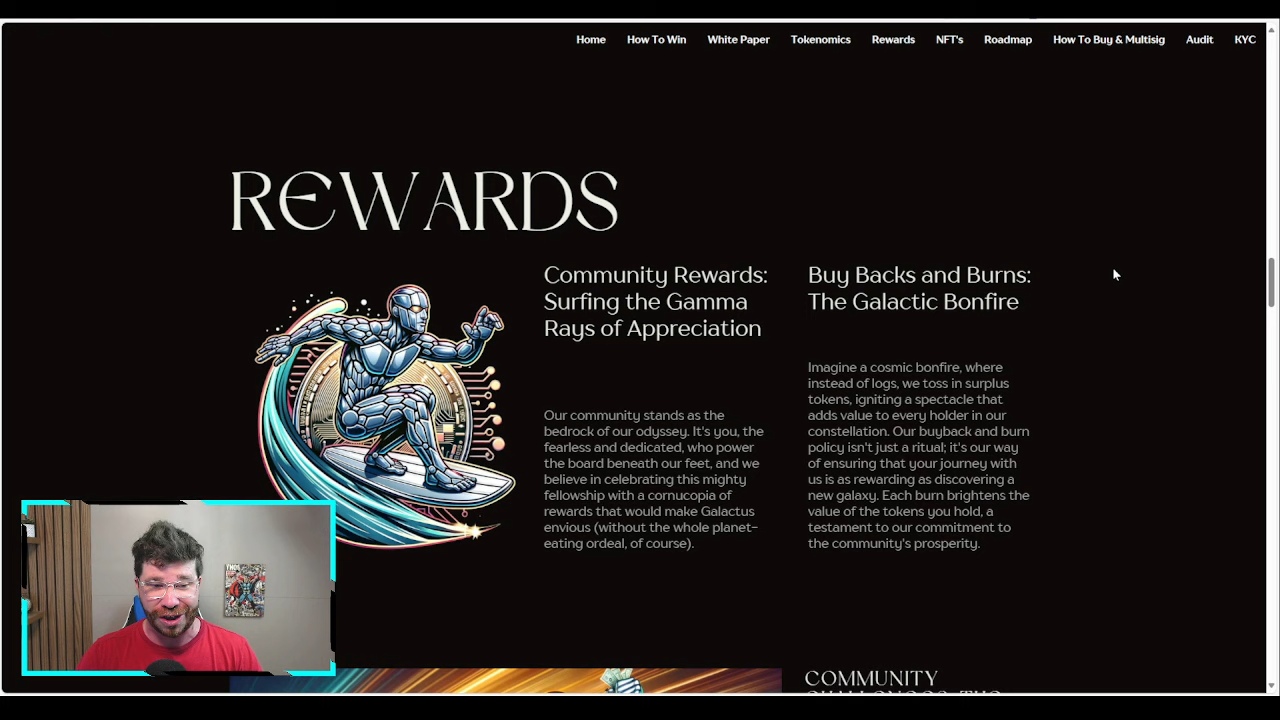 Home How To Win White Paper Tokenomics Rewards NFT's Roadmap How To Buy & Multisig Audit KYC
REWARDS
Community Rewards:
Surfing the Gamma
Rays of Appreciation
Our community stands as the
bedrock of our odyssey. It's you, the
fearless and dedicated, who power
the board beneath our feet, and we
believe in celebrating this mighty
fellowship with a cornucopia of
rewards that would make Galactus
envious (without the whole planet-
eating ordeal, of course).
Buy Backs and Burns:
The Galactic Bonfire
Imagine a cosmic bonfire, where
instead of logs, we toss in surplus
tokens, igniting a spectacle that
adds value to every holder in our
constellation. Our buyback and burn
policy isn't just a ritual; it's our way
of ensuring that your journey with
us is as rewarding as discovering a
new galaxy. Each burn brightens the
value of the tokens you hold, a
testament to our commitment to
the community's prosperity.
COMMUNITY